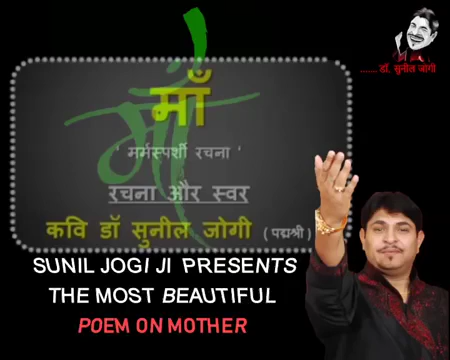 .......डॉ. सुनील जोगी
माँ
' मर्मस्पर्शी रचना '
रचना और स्वर
कवि डॉ सुनील जोगी ( पद्मश्री )
SUNIL JOGI JI PRESENTS
THE MOST BEAUTIFUL
POEM ON MOTHER